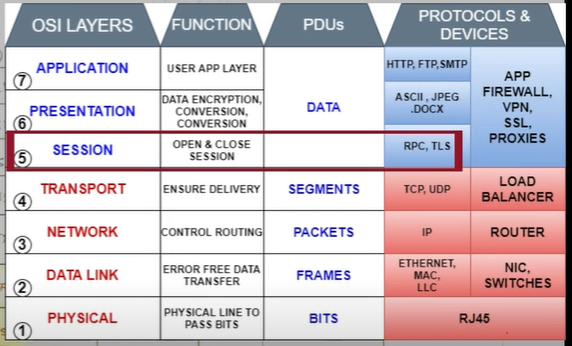 OSI LAYERS
FUNCTION
PDUs
PROTOCOLS &
DEVICES
7
APPLICATION
USER APP LAYER
HTTP, FTP,SMTP
6
PRESENTATION
DATA ENCRYPTION,
CONVERSION,
CONVERSION
DATA
ASCII , JPEG
.DOCX
APP
FIREWALL,
VPN,
SSL,
PROXIES
5
SESSION
OPEN & CLOSE
SESSION
RPC, TLS
4
TRANSPORT
ENSURE DELIVERY
SEGMENTS
TCP, UDP
LOAD
BALANCER
3
NETWORK
CONTROL ROUTING
PACKETS
IP
ROUTER
2
DATA LINK
ERROR FREE DATA
TRANSFER
FRAMES
ETHERNET,
MAC,
LLC
NIC,
SWITCHES
1
PHYSICAL
PHYSICAL LINE TO
PASS BITS
BITS
RJ45